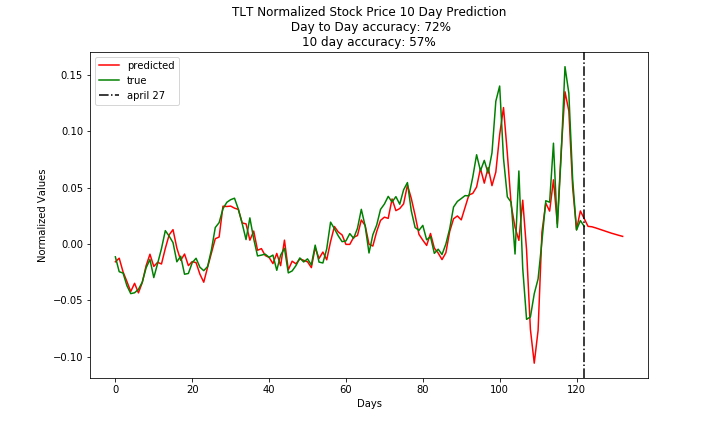 TLT Normalized Stock Price 10 Day Prediction
Day to Day accuracy: 72%
10 day accuracy: 57%
predicted
true
april 27
0.15
0.10
0.05
0.00
−0.05
−0.10
Normalized Values
0
20
40
60
80
100
120
Days